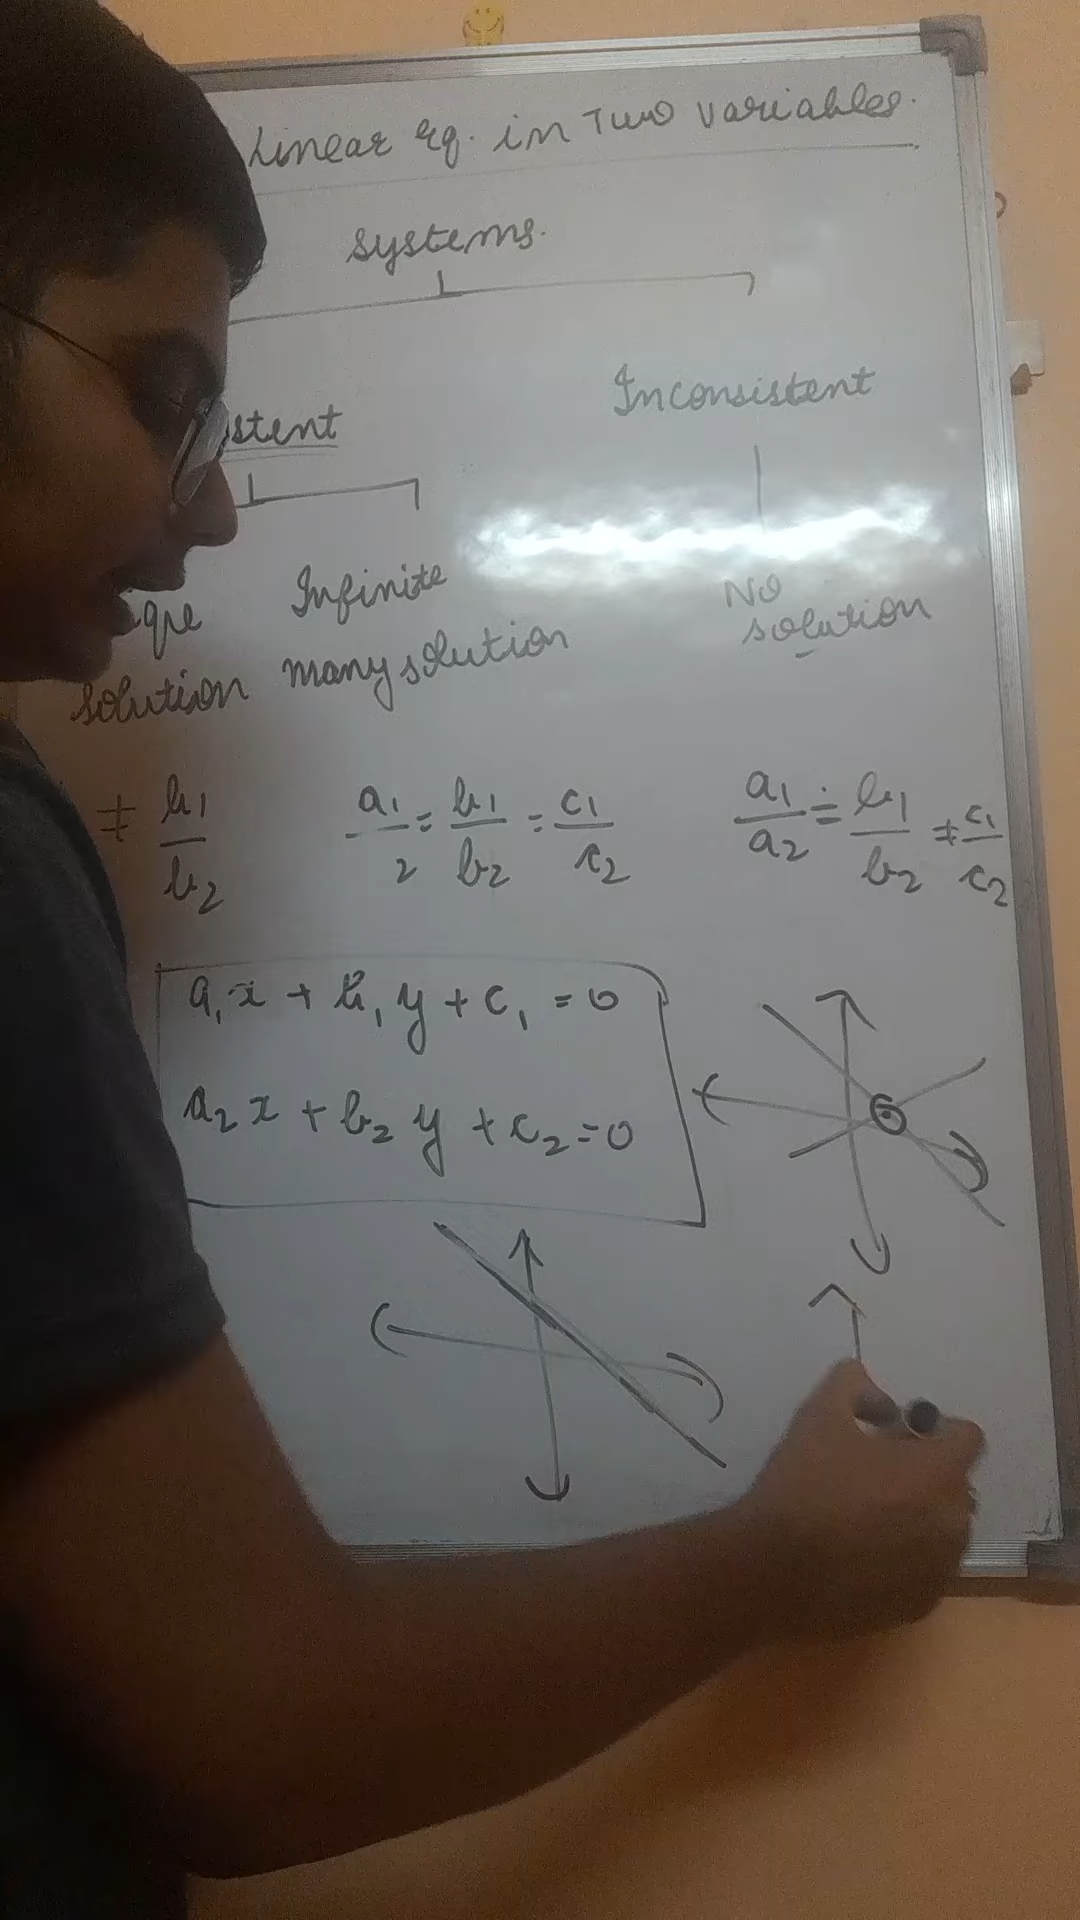 Linear Eq. in Two variables.
systems.
stent
Inconsistent
que
Infinite
No
solution
many solution
solution
≠ b1/b2
a1/2 = b1/b2 = c1/c2
a1/a2 = b1/b2 ≠ c1/c2
a1x + b1y + c1 = 0
a2x + b2y + c2 = 0